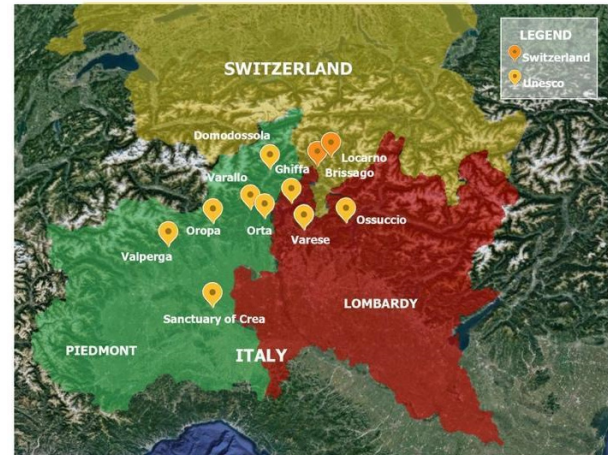 LEGEND
Switzerland
Unesco
SWITZERLAND
Domodossola
Locarno
Ghiffa
Brissago
Varallo
Oropa
Orta
Varese
Ossuccio
Valperga
Sanctuary of Crea
LOMBARDY
PIEDMONT
ITALY